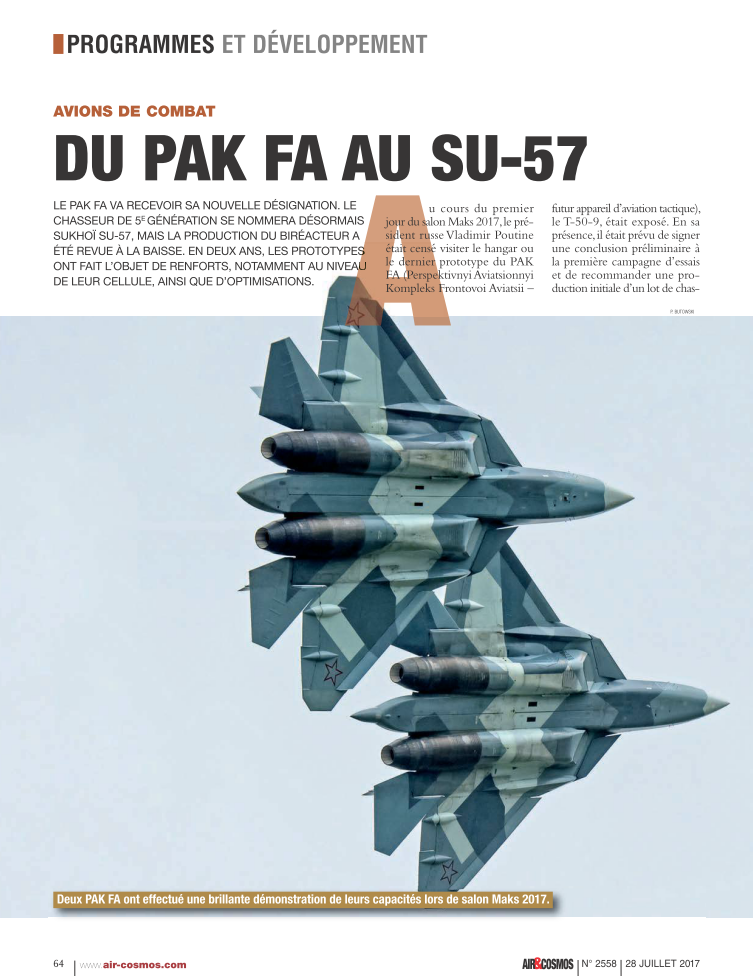 PROGRAMMES ET DÉVELOPPEMENT
AVIONS DE COMBAT
DU PAK FA AU SU-57
LE PAK FA VA RECEVOIR SA NOUVELLE DÉSIGNATION. LE
CHASSEUR DE 5E GÉNÉRATION SE NOMMERA DÉSORMAIS
SUKHOÏ SU-57, MAIS LA PRODUCTION DU BIRÉACTEUR A
ÉTÉ REVUE À LA BAISSE. EN DEUX ANS, LES PROTOTYPES
ONT FAIT L'OBJET DE RENFORTS, NOTAMMENT AU NIVEAU
DE LEUR CELLULE, AINSI QUE D'OPTIMISATIONS.
Au cours du premier
jour du salon Maks 2017, le pré-
sident russe Vladimir Poutine
était censé visiter le hangar ou
le dernier prototype du PAK
FA (Perspektivnyi Aviatsionnyi
Kompleks Frontovoi Aviatsii –
futur appareil d'aviation tactique),
le T-50-9, était exposé. En sa
présence, il était prévu de signer
une conclusion préliminaire à
la première campagne d'essais
et de recommander une pro-
duction initiale d'un lot de chas-
P. BUTOWSKI
Deux PAK FA ont effectué une brillante démonstration de leurs capacités lors de salon Maks 2017.
64 www.air-cosmos.com AIR&COSMOS N° 2558 28 JUILLET 2017